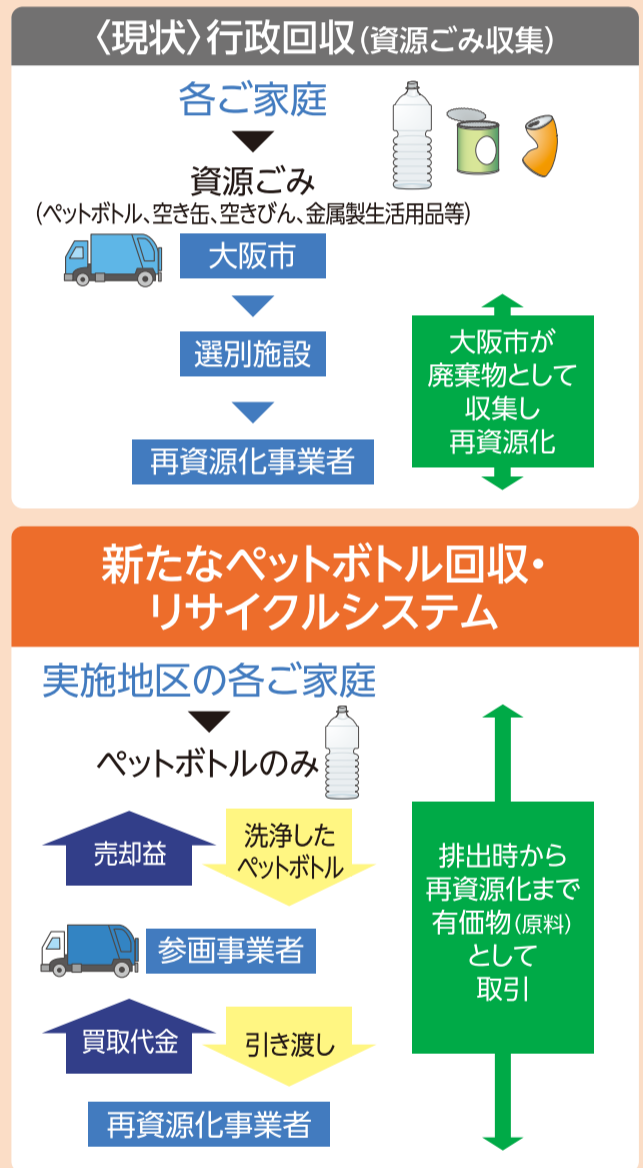 〈現状〉行政回収(資源ごみ収集)
各ご家庭
資源ごみ
(ペットボトル、空き缶、空きびん、金属製生活用品等)
大阪市
選別施設
再資源化事業者
大阪市が
廃棄物として
収集し
再資源化
新たなペットボトル回収・
リサイクルシステム
実施地区の各ご家庭
ペットボトルのみ
売却益
洗浄した
ペットボトル
参画事業者
買取代金
引き渡し
再資源化事業者
排出時から
再資源化まで
有価物(原料)
として
取引